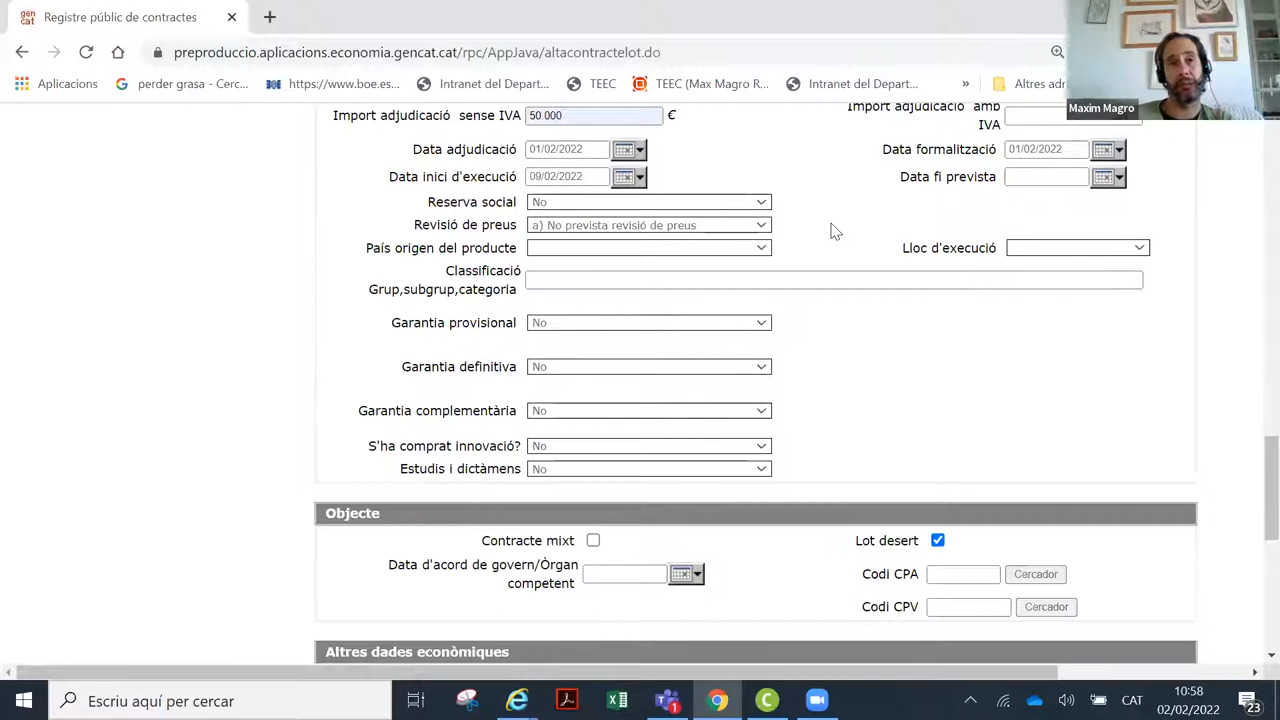 gen
cat
Registre públic de contractes
preproduccio.aplicacions.economia.gencat.cat/rpc/AppJava/altacontractelot.do
Aplicacions
perder grasa - Cerc...
https://www.boe.es...
Intranet del Depart...
TEEC
TEEC (Max Magro R...
Intranet del Depart...
»
Altres adr
Maxim Magro
Import adjudicació sense IVA
50.000
€
Import adjudicació amb
IVA
Data adjudicació
01/02/2022
Data formalització
01/02/2022
Data inici d'execució
09/02/2022
Data fi prevista
Reserva social
No
Revisió de preus
a) No prevista revisió de preus
País origen del producte
Lloc d'execució
Classificació
Grup,subgrup,categoria
Garantia provisional
No
Garantia definitiva
No
Garantia complementària
No
S'ha comprat innovació?
No
Estudis i dictàmens
No
Objecte
Contracte mixt
Lot desert
Data d'acord de govern/Òrgan
competent
Codi CPA
Cercador
Codi CPV
Cercador
Altres dades econòmiques
Escriu aquí per cercar
CAT
10:58
02/02/2022
23